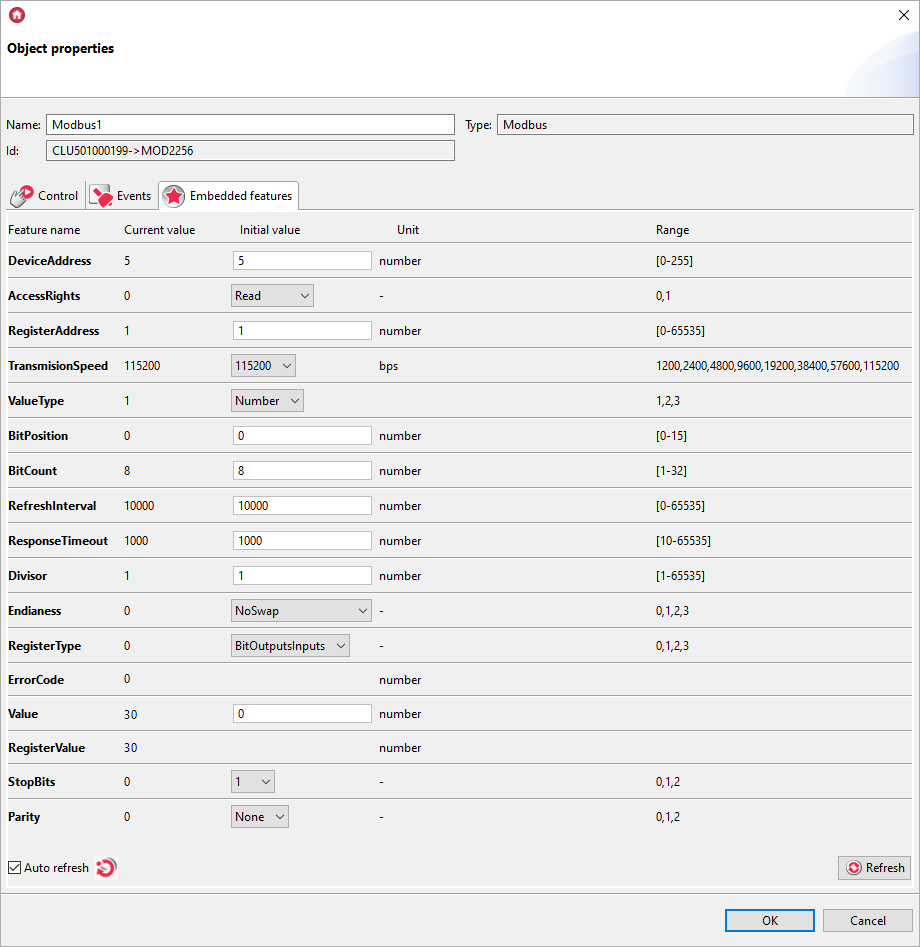 Object properties
Name: Modbus1 Type: Modbus
Id: CLU501000199->MOD2256
Control Events Embedded features
Feature name Current value Initial value Unit Range
DeviceAddress 5 5 number [0-255]
AccessRights 0 Read - 0,1
RegisterAddress 1 1 number [0-65535]
TransmisionSpeed 115200 115200 bps 1200,2400,4800,9600,19200,38400,57600,115200
ValueType 1 Number 1,2,3
BitPosition 0 0 number [0-15]
BitCount 8 8 number [1-32]
RefreshInterval 10000 10000 number [0-65535]
ResponseTimeout 1000 1000 number [10-65535]
Divisor 1 1 number [1-65535]
Endianess 0 NoSwap - 0,1,2,3
RegisterType 0 BitOutputsInputs - 0,1,2,3
ErrorCode 0 number
Value 30 0 number
RegisterValue 30 number
StopBits 0 1 - 0,1,2
Parity 0 None - 0,1,2
Auto refresh Refresh
OK Cancel